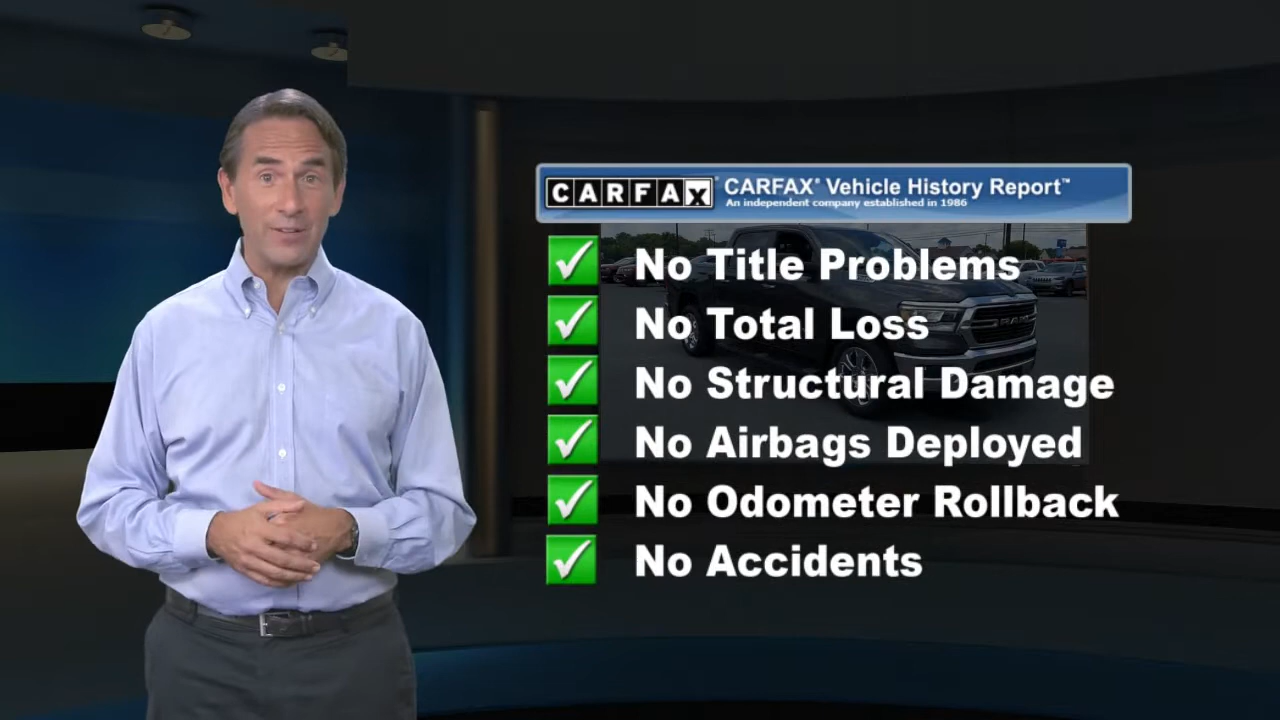 CARFAX® CARFAX® Vehicle History Report™
An independent company established in 1986
No Title Problems
No Total Loss
No Structural Damage
No Airbags Deployed
No Odometer Rollback
No Accidents
RAM